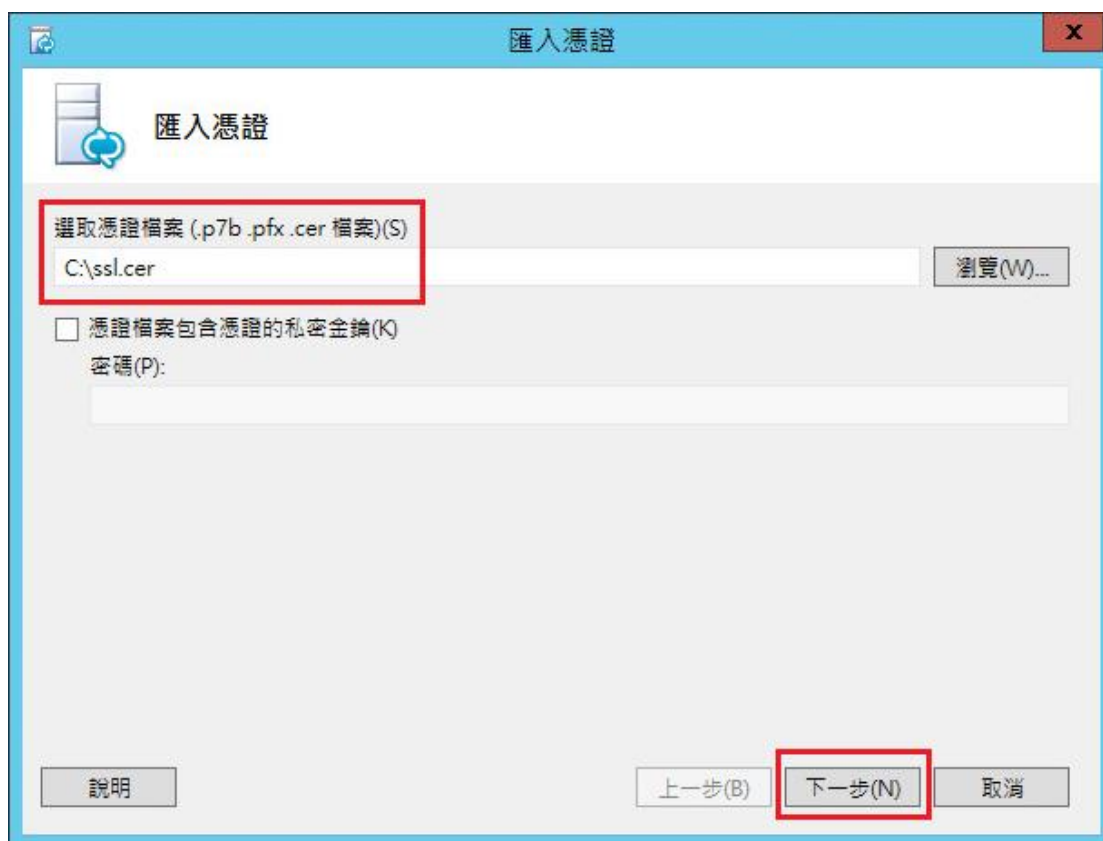 匯入憑證
x
匯入憑證
選取憑證檔案 (.p7b .pfx .cer 檔案)(S)
C:\ssl.cer
瀏覽(W)...
憑證檔案包含憑證的私密金鑰(K)
密碼(P):
說明
上一步(B)
下一步(N)
取消